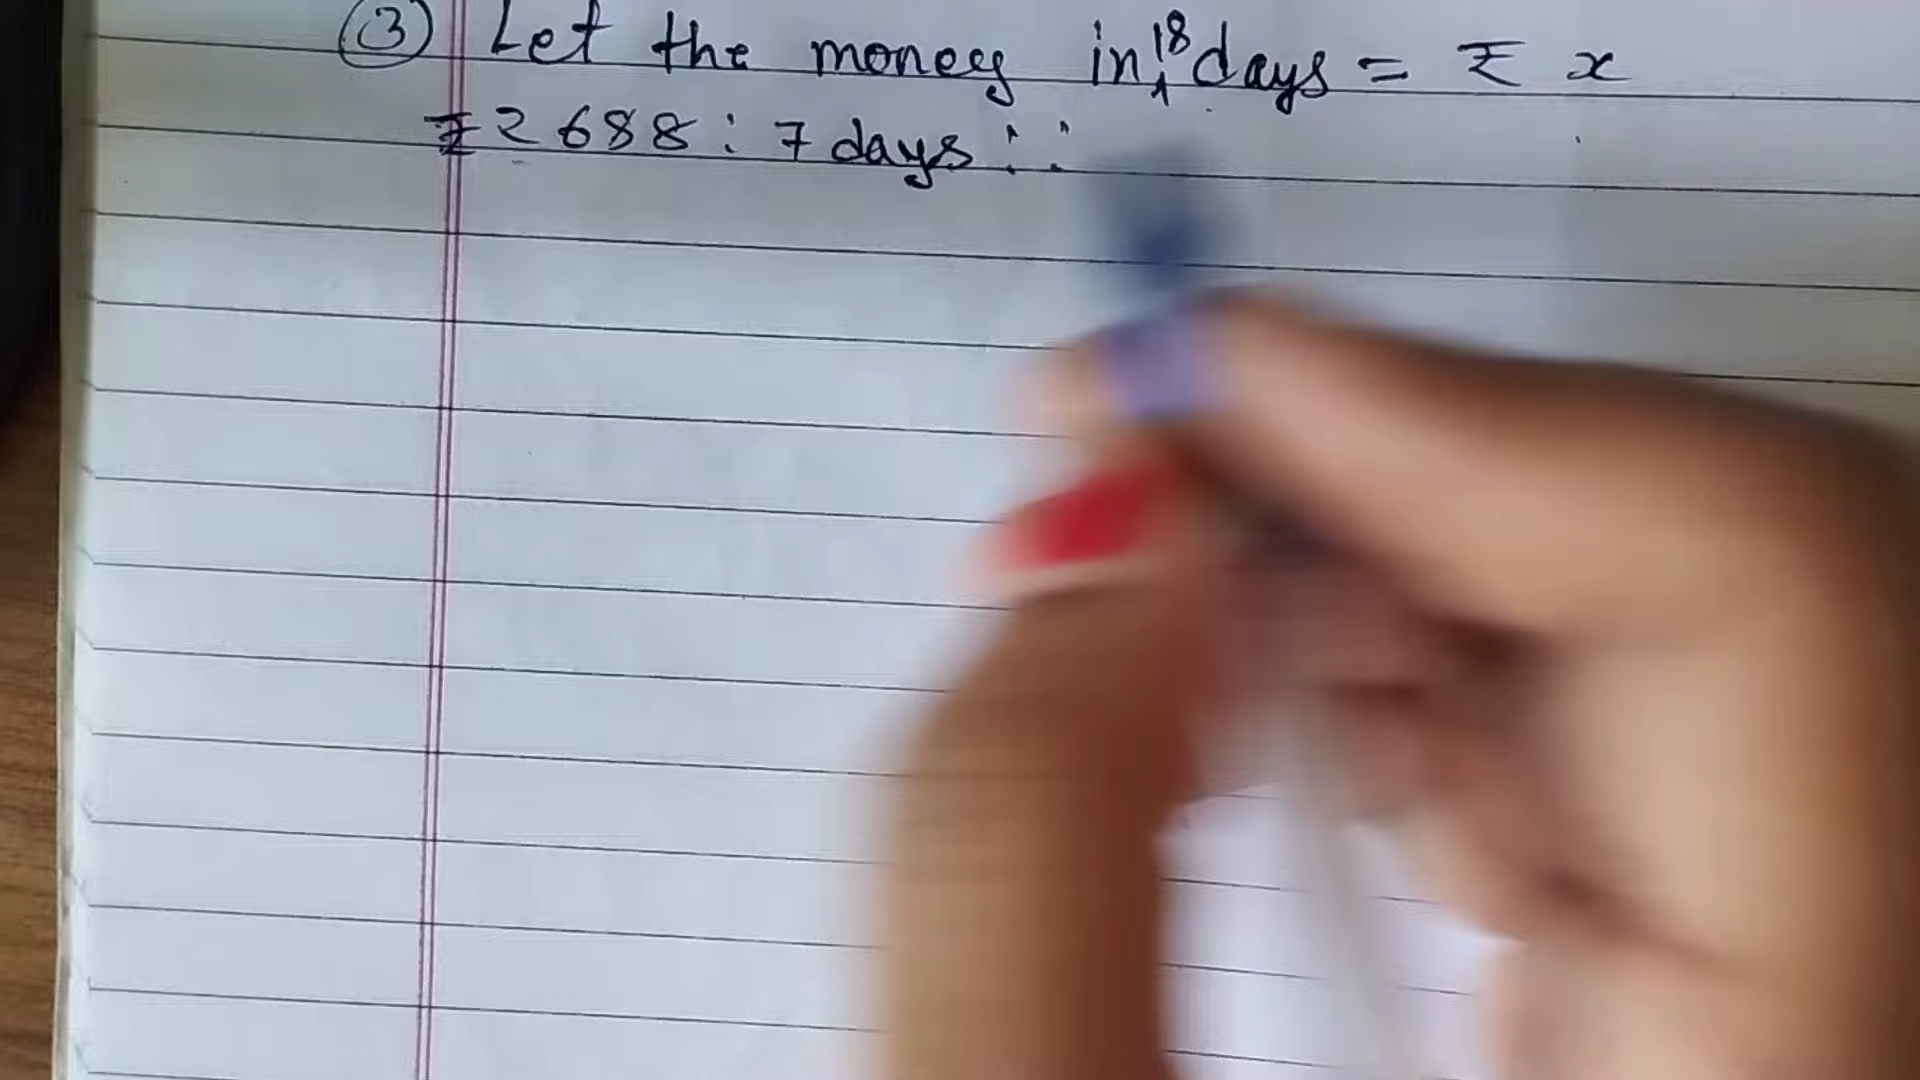 ③ Let the money in 18 days = ₹ x
₹2688 : 7 days : :